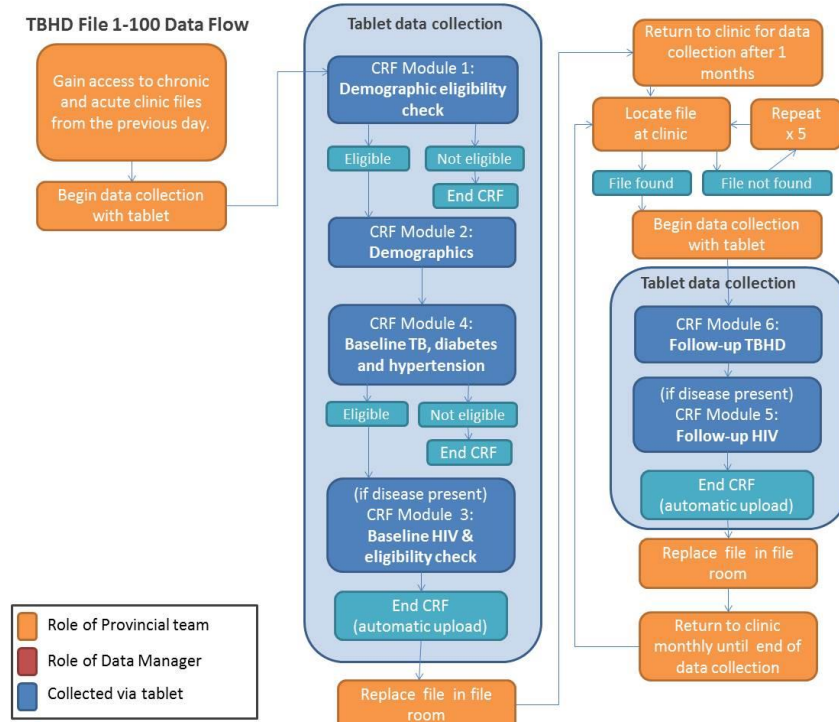 TBHD File 1-100 Data Flow
Gain access to chronic
and acute clinic files
from the previous day.
Begin data collection
with tablet
Tablet data collection
CRF Module 1:
Demographic eligibility
check
Eligible
Not eligible
End CRF
CRF Module 2:
Demographics
CRF Module 4:
Baseline TB, diabetes
and hypertension
Eligible
Not eligible
End CRF
(if disease present)
CRF Module 3:
Baseline HIV &
eligibility check
End CRF
(automatic upload)
Replace file in file
room
Return to clinic for data
collection after 1
months
Locate file
at clinic
Repeat
x 5
File found
File not found
Begin data collection
with tablet
Tablet data collection
CRF Module 6:
Follow-up TBHD
(if disease present)
CRF Module 5:
Follow-up HIV
End CRF
(automatic upload)
Replace file in file
room
Return to clinic
monthly until end of
data collection
Role of Provincial team
Role of Data Manager
Collected via tablet